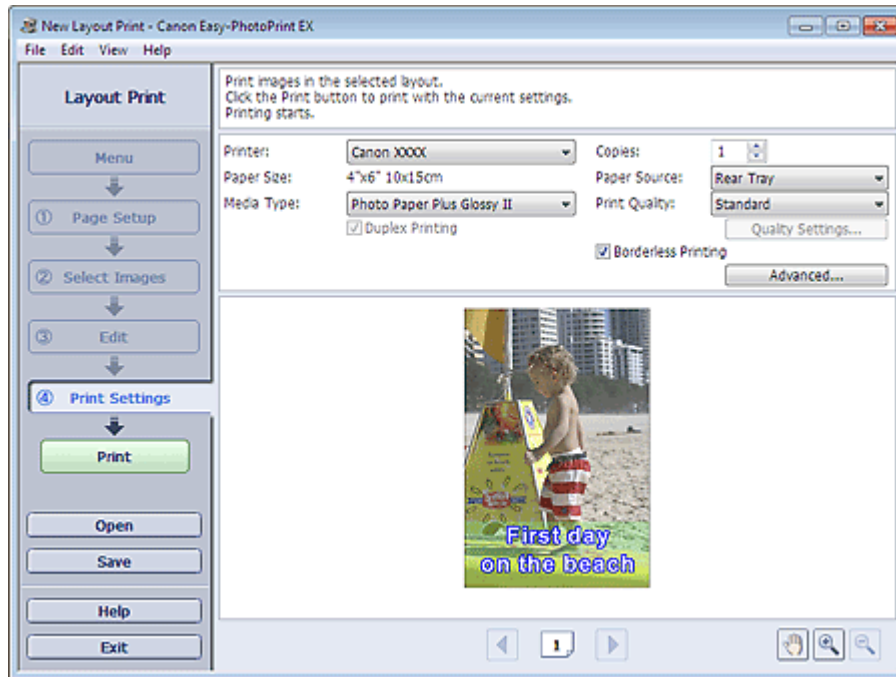 New Layout Print - Canon Easy-PhotoPrint EX
File Edit View Help
Layout Print
Menu
① Page Setup
② Select Images
③ Edit
④ Print Settings
Print
Open
Save
Help
Exit
Print images in the selected layout.
Click the Print button to print with the current settings.
Printing starts.
Printer: Canon XXXX Copies: 1
Paper Size: 4"x6" 10x15cm Paper Source: Rear Tray
Media Type: Photo Paper Plus Glossy II Print Quality: Standard
Duplex Printing Quality Settings...
Borderless Printing
Advanced...
First day
on the beach
1